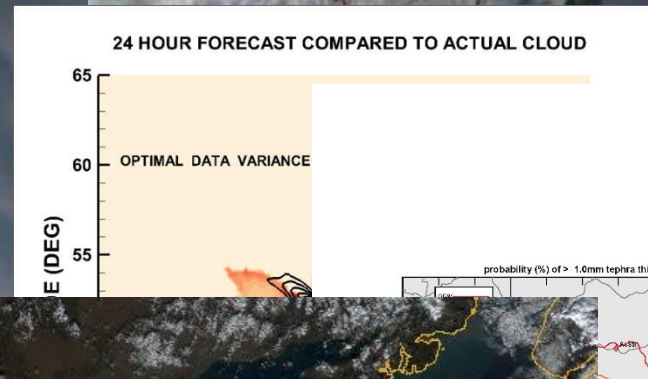 24 HOUR FORECAST COMPARED TO ACTUAL CLOUD
65
OPTIMAL DATA VARIANCE
60
55
E (DEG)
probability (%) of > 1.0mm tephra thi